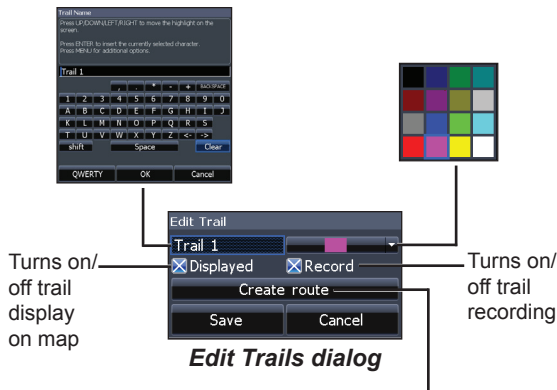 Trail Name
Press UP/DOWN/LEFT/RIGHT to move the highlight on the
screen.
Press ENTER to insert the currently selected character.
Press MENU for additional options.
Trail 1
, . * - + BACKSPACE
1 2 3 4 5 6 7 8 9 0
A B C D E F G H I J
K L M N O P Q R S
T U V W X Y Z <- ->
shift Space Clear
QWERTY OK Cancel
Edit Trail
Trail 1
Displayed Record
Create route
Save Cancel
Turns on/
off trail
display
on map
Turns on/
off trail
recording
Edit Trails dialog